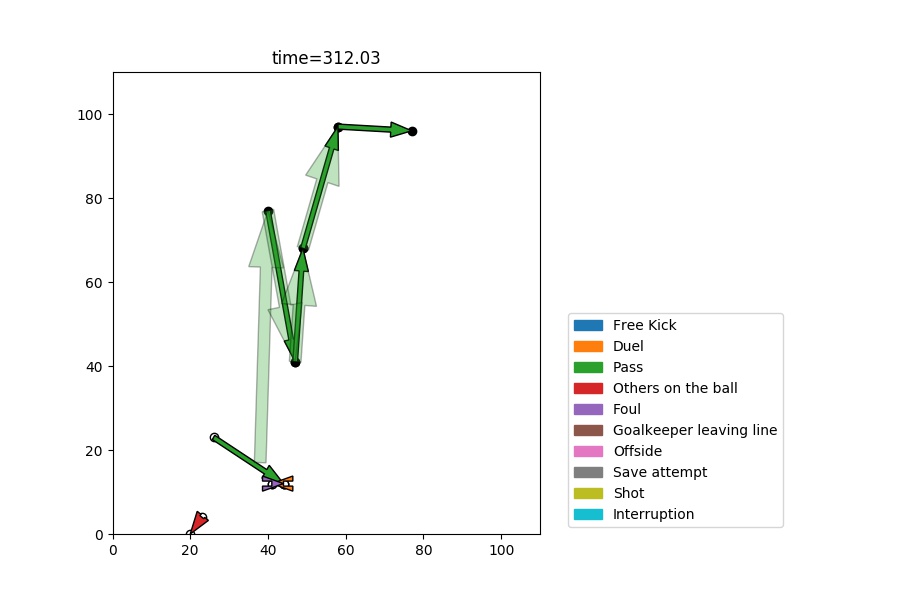 time=312.03
100
80
60
40
20
0
0 20 40 60 80 100
Free Kick
Duel
Pass
Others on the ball
Foul
Goalkeeper leaving line
Offside
Save attempt
Shot
Interruption